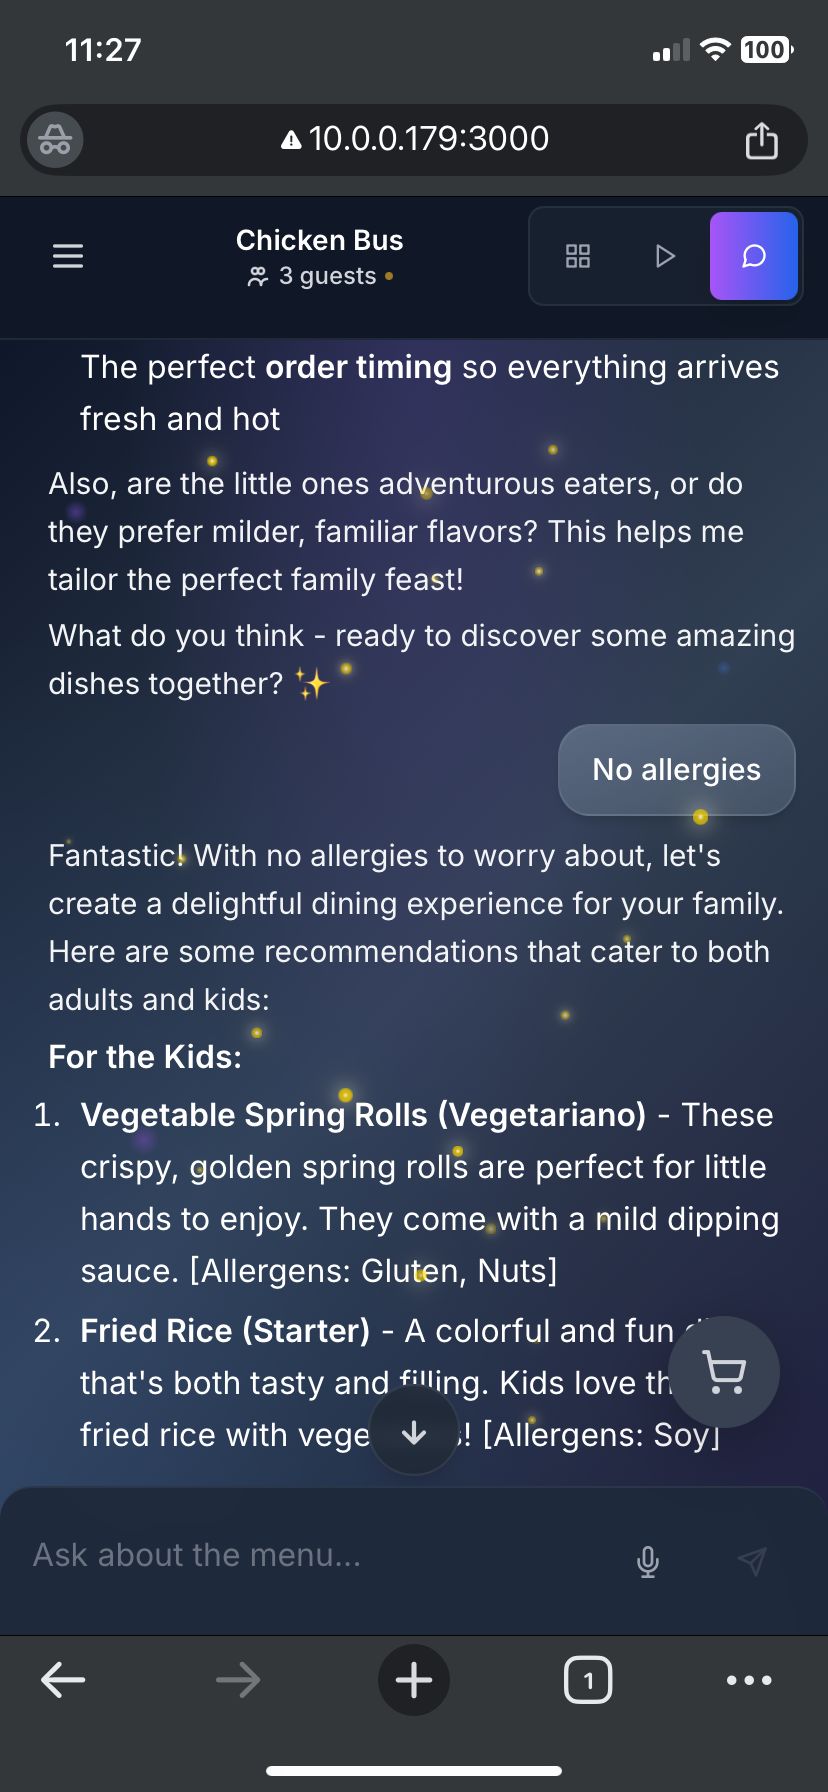 11:27
100
10.0.0.179:3000
Chicken Bus
3 guests
The perfect order timing so everything arrives
fresh and hot
Also, are the little ones adventurous eaters, or do
they prefer milder, familiar flavors? This helps me
tailor the perfect family feast!
What do you think - ready to discover some amazing
dishes together? ✨
No allergies
Fantastic! With no allergies to worry about, let's
create a delightful dining experience for your family.
Here are some recommendations that cater to both
adults and kids:
For the Kids:
1. Vegetable Spring Rolls (Vegetariano) - These
crispy, golden spring rolls are perfect for little
hands to enjoy. They come with a mild dipping
sauce. [Allergens: Gluten, Nuts]
2. Fried Rice (Starter) - A colorful and fun
that's both tasty and filling. Kids love
fried rice with ! [Allergens: Soy]
Ask about the menu...
1